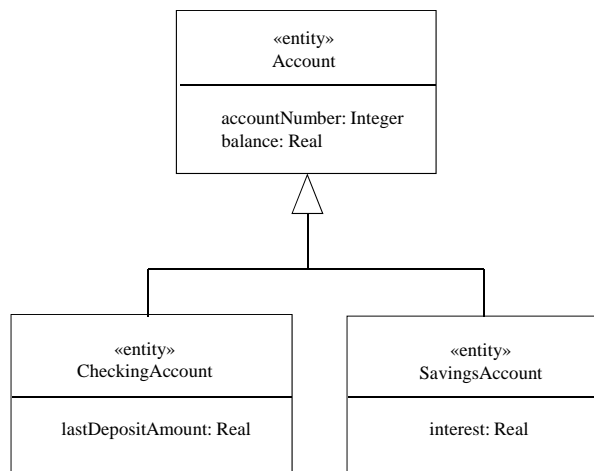 «entity»
Account
accountNumber: Integer
balance: Real
«entity»
CheckingAccount
lastDepositAmount: Real
«entity»
SavingsAccount
interest: Real